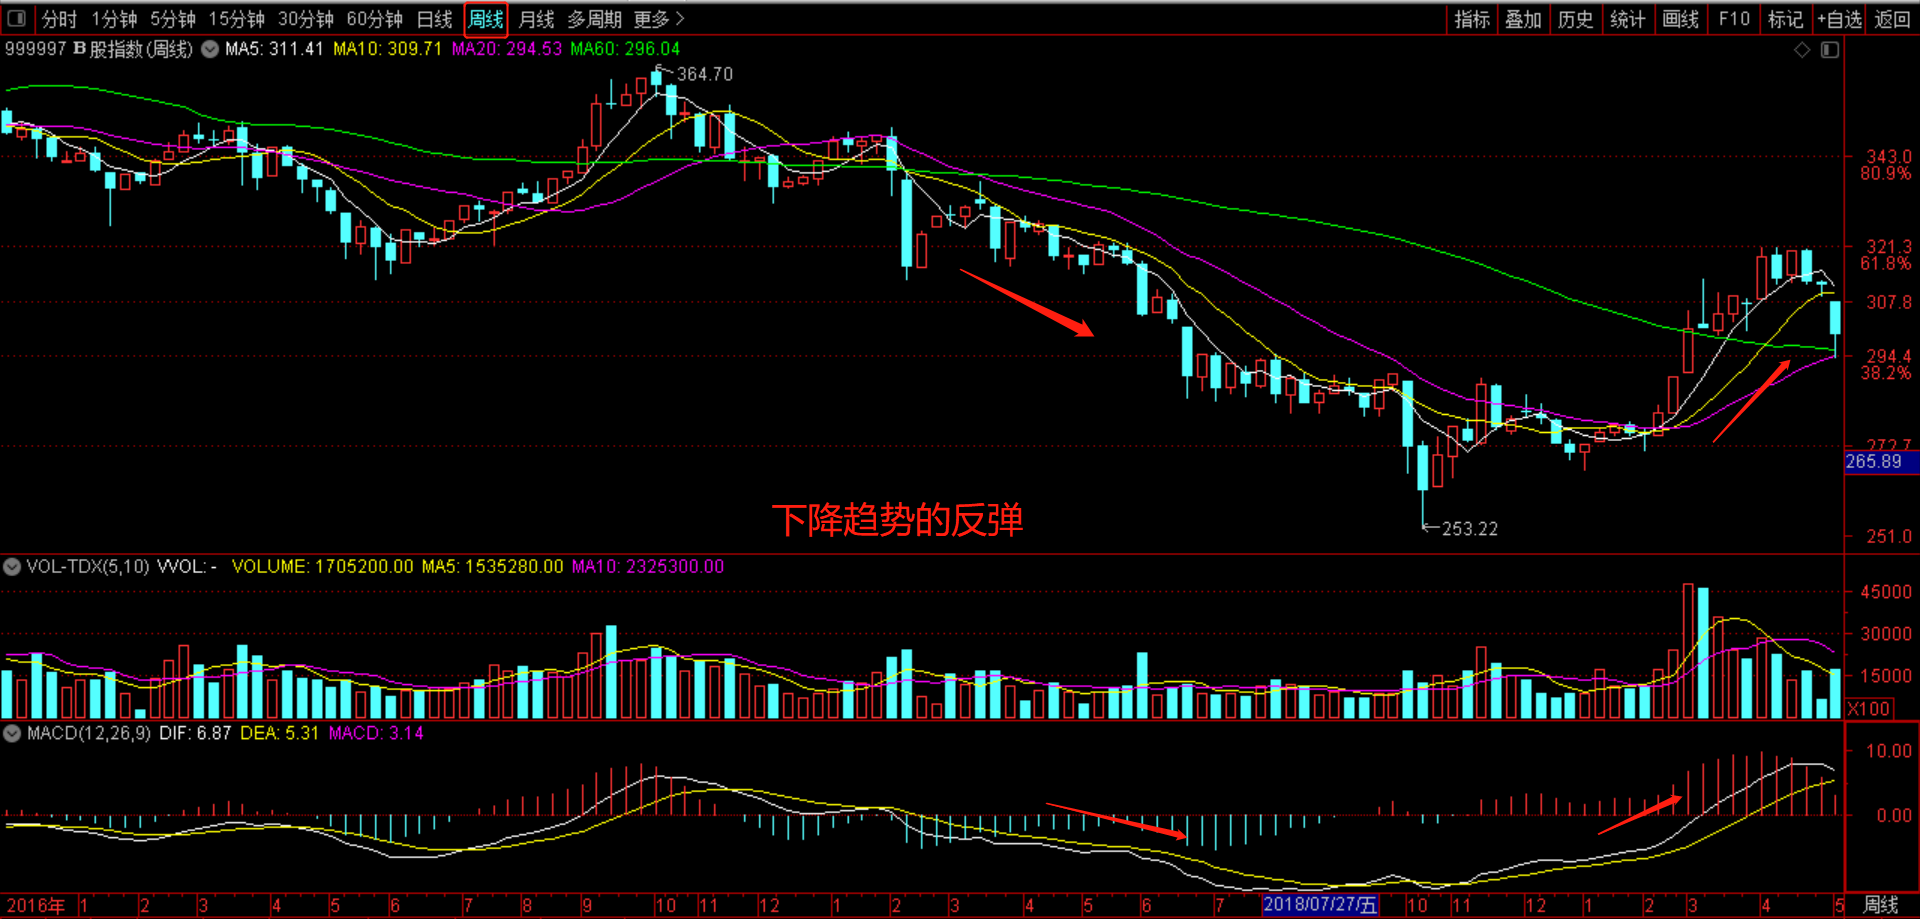 分时 1分钟 5分钟 15分钟 30分钟 60分钟 日线 周线 月线 多周期 更多 指标 叠加 历史 统计 画线 F10 标记 +自选 返回
999997 B股指数(周线) MA5: 311.41 MA10: 309.71 MA20: 294.53 MA60: 296.04
364.70
343.0
80.9%
321.3
61.8%
307.8
294.4
38.2%
272.7
265.89
下降趋势的反弹
253.22
251.0
VOL-TDX(5,10) VVOL: - VOLUME: 1705200.00 MA5: 1535280.00 MA10: 2325300.00
45000
30000
15000
X100
MACD(12,26,9) DIF: 6.87 DEA: 5.31 MACD: 3.14
10.00
0.00
2016年 1 2 3 4 5 6 7 8 9 10 11 12 1 2 3 4 5 6 7 2018/07/27/五 10 11 12 1 2 3 4 5 周线